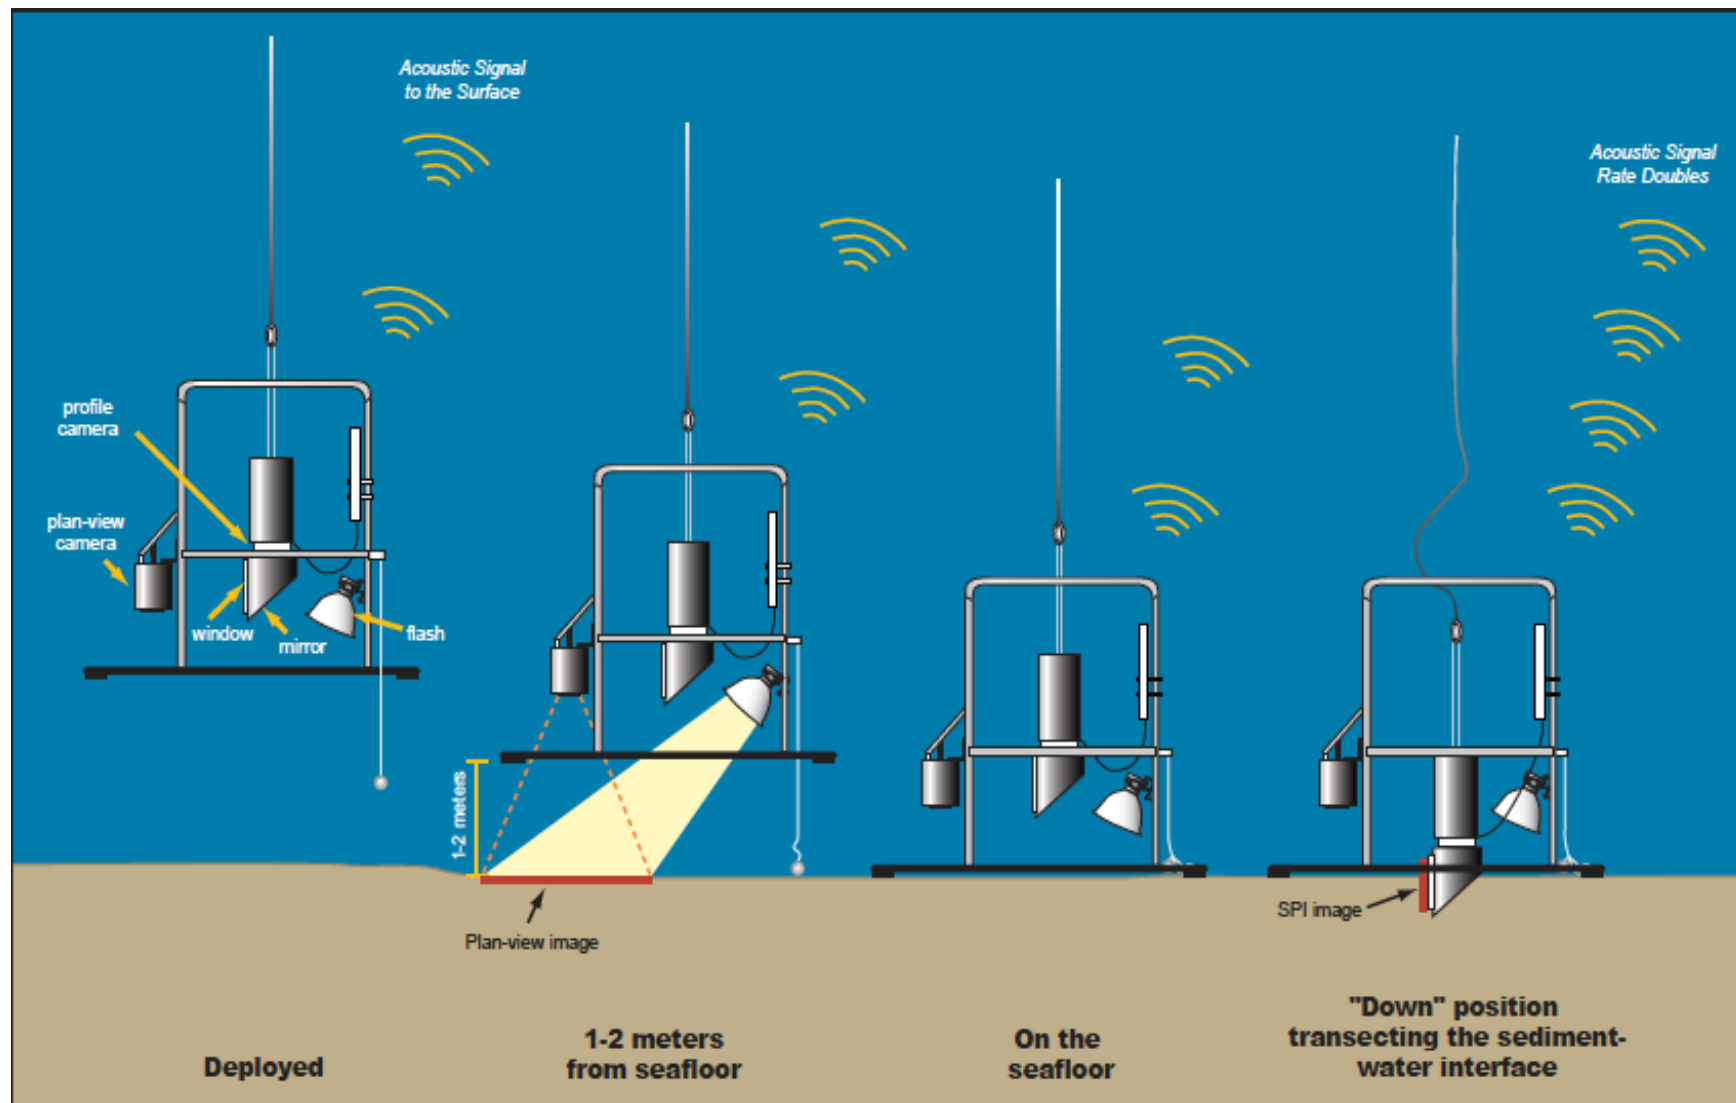 Acoustic Signal
to the Surface
Acoustic Signal
Rate Doubles
profile
camera
plan-view
camera
window
mirror
flash
1-2 meters
Plan-view image
SPI image
Deployed
1-2 meters
from seafloor
On the
seafloor
"Down" position
transecting the sediment-
water interface